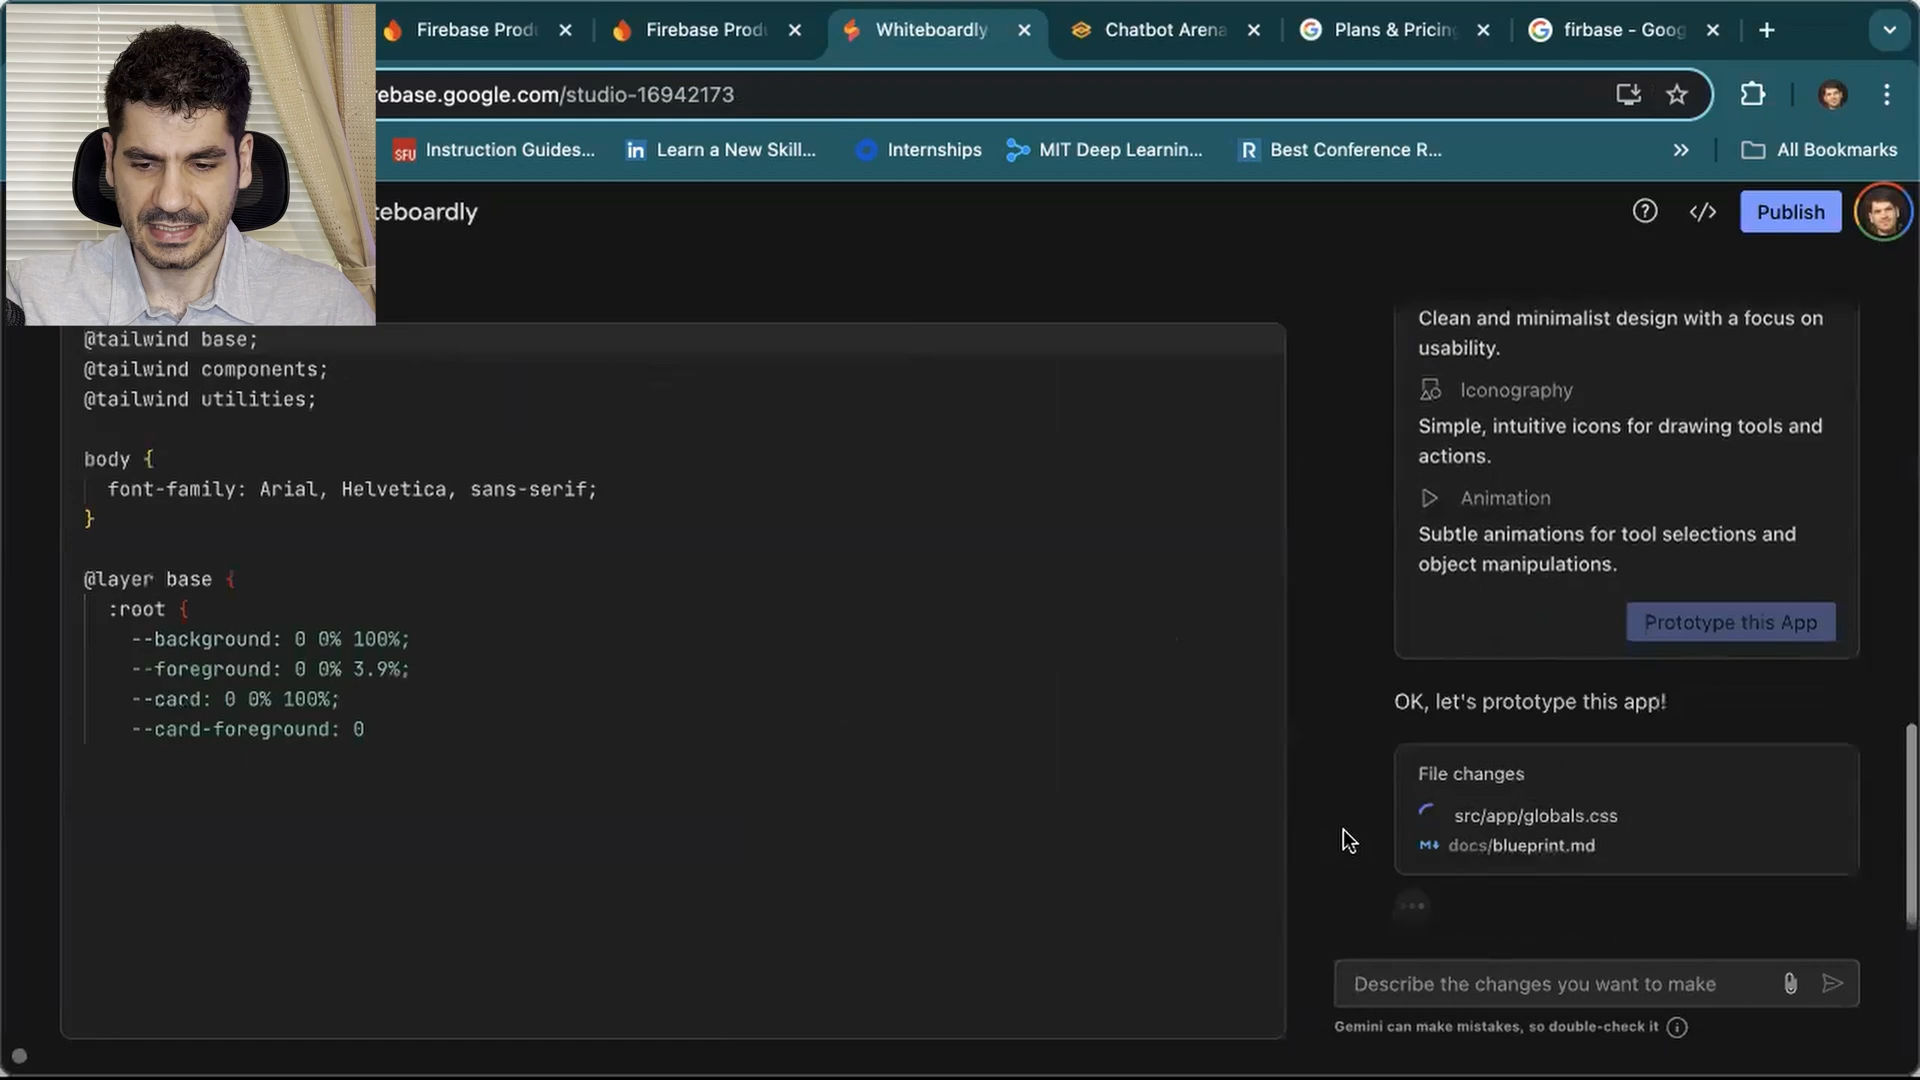 Firebase Prod
Firebase Prod
Whiteboardly
Chatbot Arena
Plans & Pricing
firbase - Goog
rebase.google.com/studio-16942173
SFU
Instruction Guides...
in
Learn a New Skill...
Internships
MIT Deep Learnin...
R
Best Conference R...
»
All Bookmarks
teboardly
Publish
@tailwind base;
@tailwind components;
@tailwind utilities;
body {
font-family: Arial, Helvetica, sans-serif;
}
@layer base {
:root {
--background: 0 0% 100%;
--foreground: 0 0% 3.9%;
--card: 0 0% 100%;
--card-foreground: 0
Clean and minimalist design with a focus on
usability.
Iconography
Simple, intuitive icons for drawing tools and
actions.
Animation
Subtle animations for tool selections and
object manipulations.
Prototype this App
OK, let's prototype this app!
File changes
src/app/globals.css
docs/blueprint.md
Describe the changes you want to make
Gemini can make mistakes, so double-check it